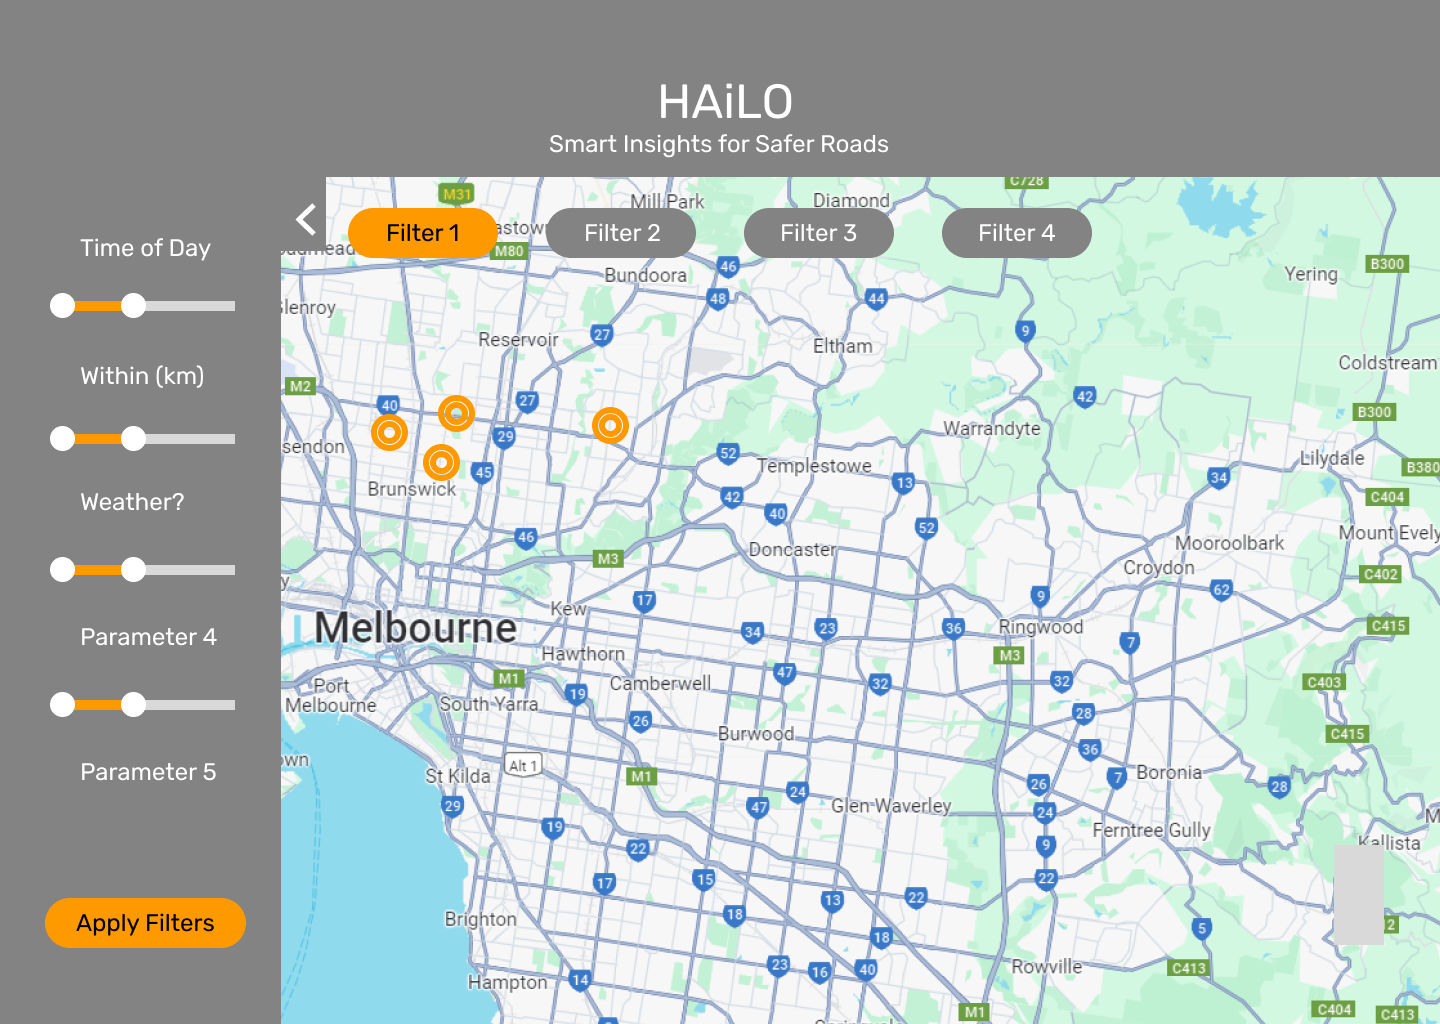 HAiLO
Smart Insights for Safer Roads
Time of Day
Within (km)
Weather?
Parameter 4
Parameter 5
Apply Filters
Filter 1
Filter 2
Filter 3
Filter 4
M31
Mill Park
Diamond
C728
M80
Bundoora
46
Yering
B300
48
44
Glenroy
27
9
Reservoir
Eltham
Coldstream
M2
40
27
42
B300
29
Warrandyte
sendon
52
Templestowe
Lilydale
B380
45
13
34
Brunswick
42
40
C404
52
46
Mount Evely
M3
Doncaster
Mooroolbark
Croydon
C402
17
Kew
9
62
Melbourne
34
23
36
Ringwood
C415
7
Hawthorn
M3
M1
47
Port
Melbourne
19
Camberwell
32
32
C403
South Yarra
26
28
Burwood
C415
36
own
Alt 1
St Kilda
M1
Boronia
7
26
28
29
47
24
Glen Waverley
24
19
Ferntree Gully
22
9
Kallista
17
15
22
13
22
Brighton
18
5
18
Hampton
14
23
16
40
Rowville
C413
M1
C404
C413